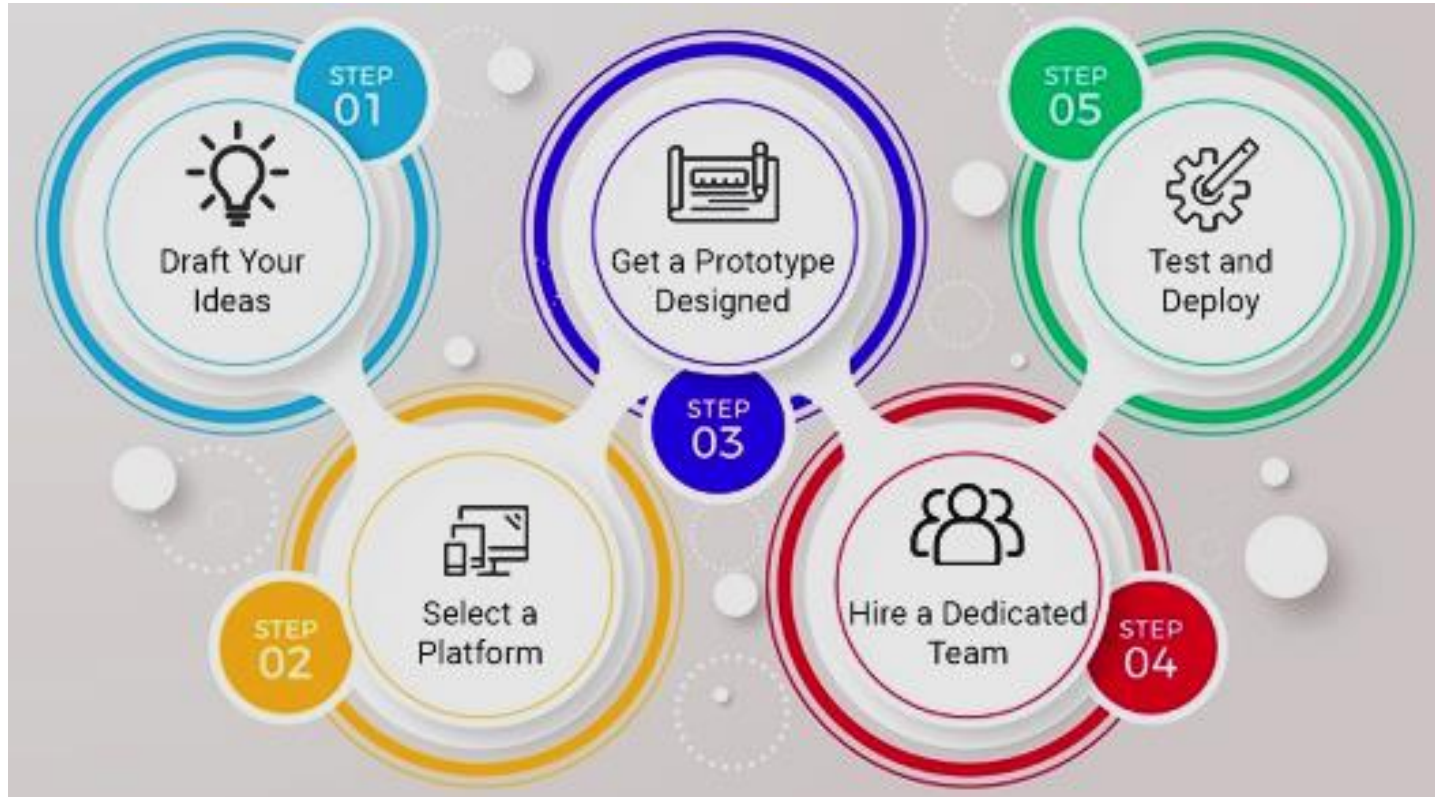 STEP
01
Draft Your
Ideas
STEP
02
Select a
Platform
Get a Prototype
Designed
STEP
03
Hire a Dedicated
Team
STEP
04
STEP
05
Test and
Deploy